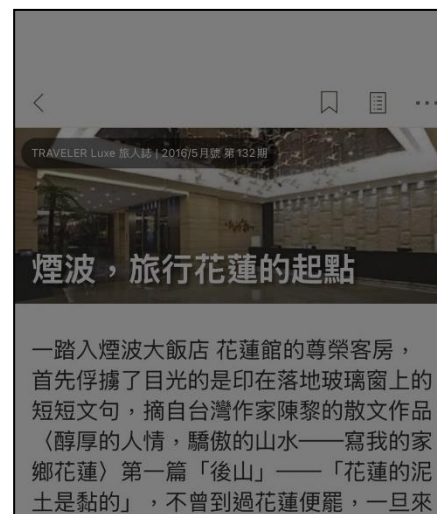 TRAVELER Luxe 旅人誌 | 2016/5月號 第132期
煙波，旅行花蓮的起點
一踏入煙波大飯店 花蓮館的尊榮客房，
首先俘擄了目光的是印在落地玻璃窗上的
短短文句，摘自台灣作家陳黎的散文作品
〈醇厚的人情，驕傲的山水——寫我的家
鄉花蓮〉第一篇「後山」——「花蓮的泥
土是黏的」，不曾到過花蓮便罷，一旦來